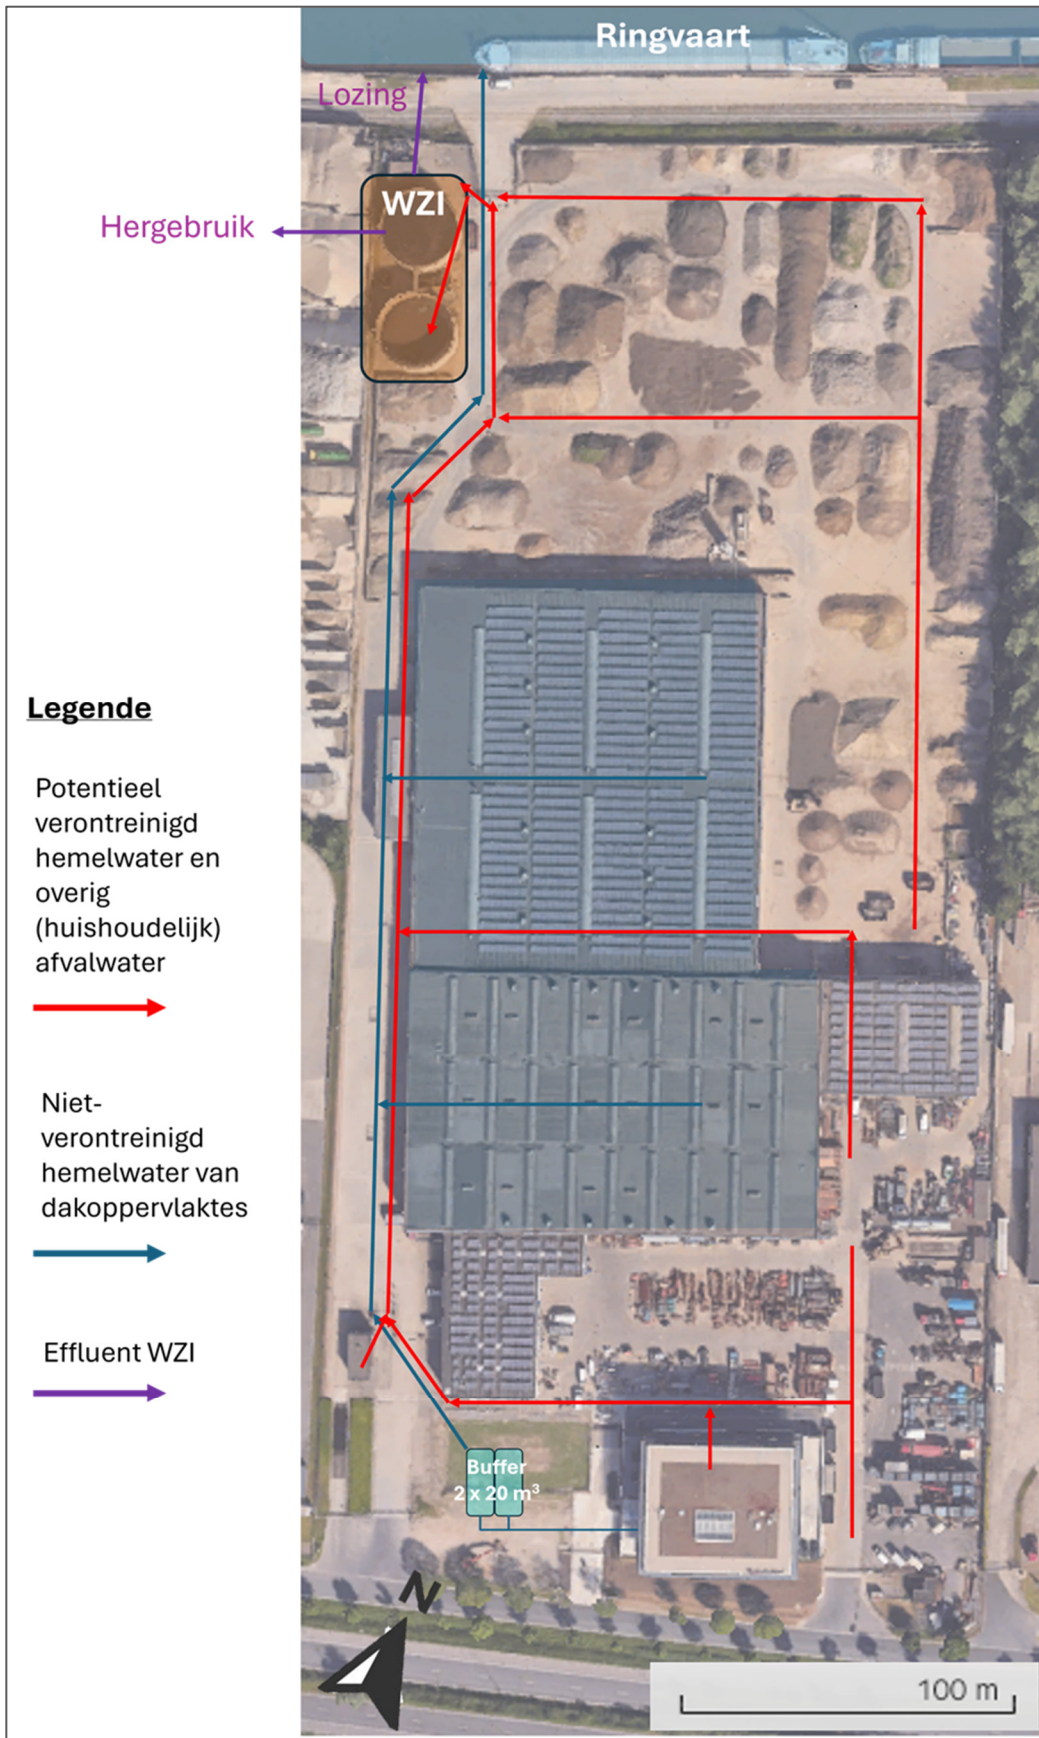 Ringvaart
Lozing
WZI
Hergebruik
Legende
Potentieel
verontreinigd
hemelwater en
overig
(huishoudelijk)
afvalwater
Niet-
verontreinigd
hemelwater van
dakoppervlaktes
Effluent WZI
Buffer
2 x 20 m³
N
100 m